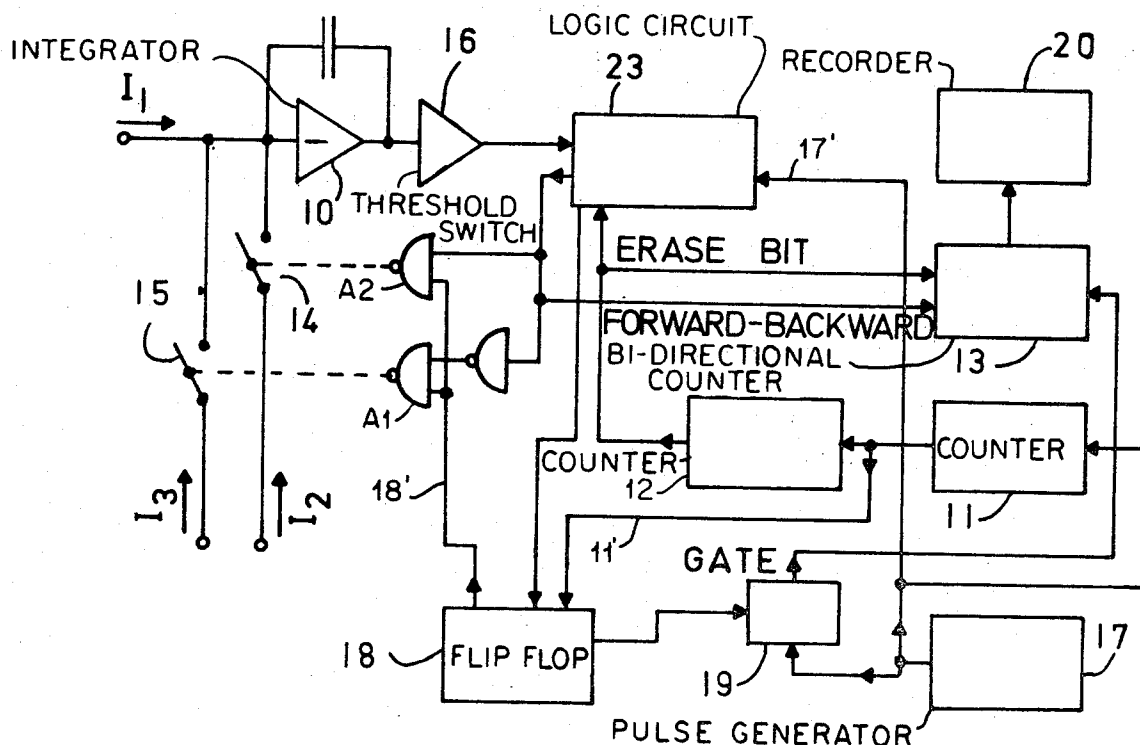 LOGIC CIRCUIT
INTEGRATOR
16
23
RECORDER
20
I1
17'
10
THRESHOLD
SWITCH
ERASE BIT
A2
14
15
FORWARD-BACKWARD
BI-DIRECTIONAL
COUNTER
13
A1
COUNTER
12
COUNTER
11
I3
I2
18'
11'
GATE
18
FLIP FLOP
19
17
PULSE GENERATOR